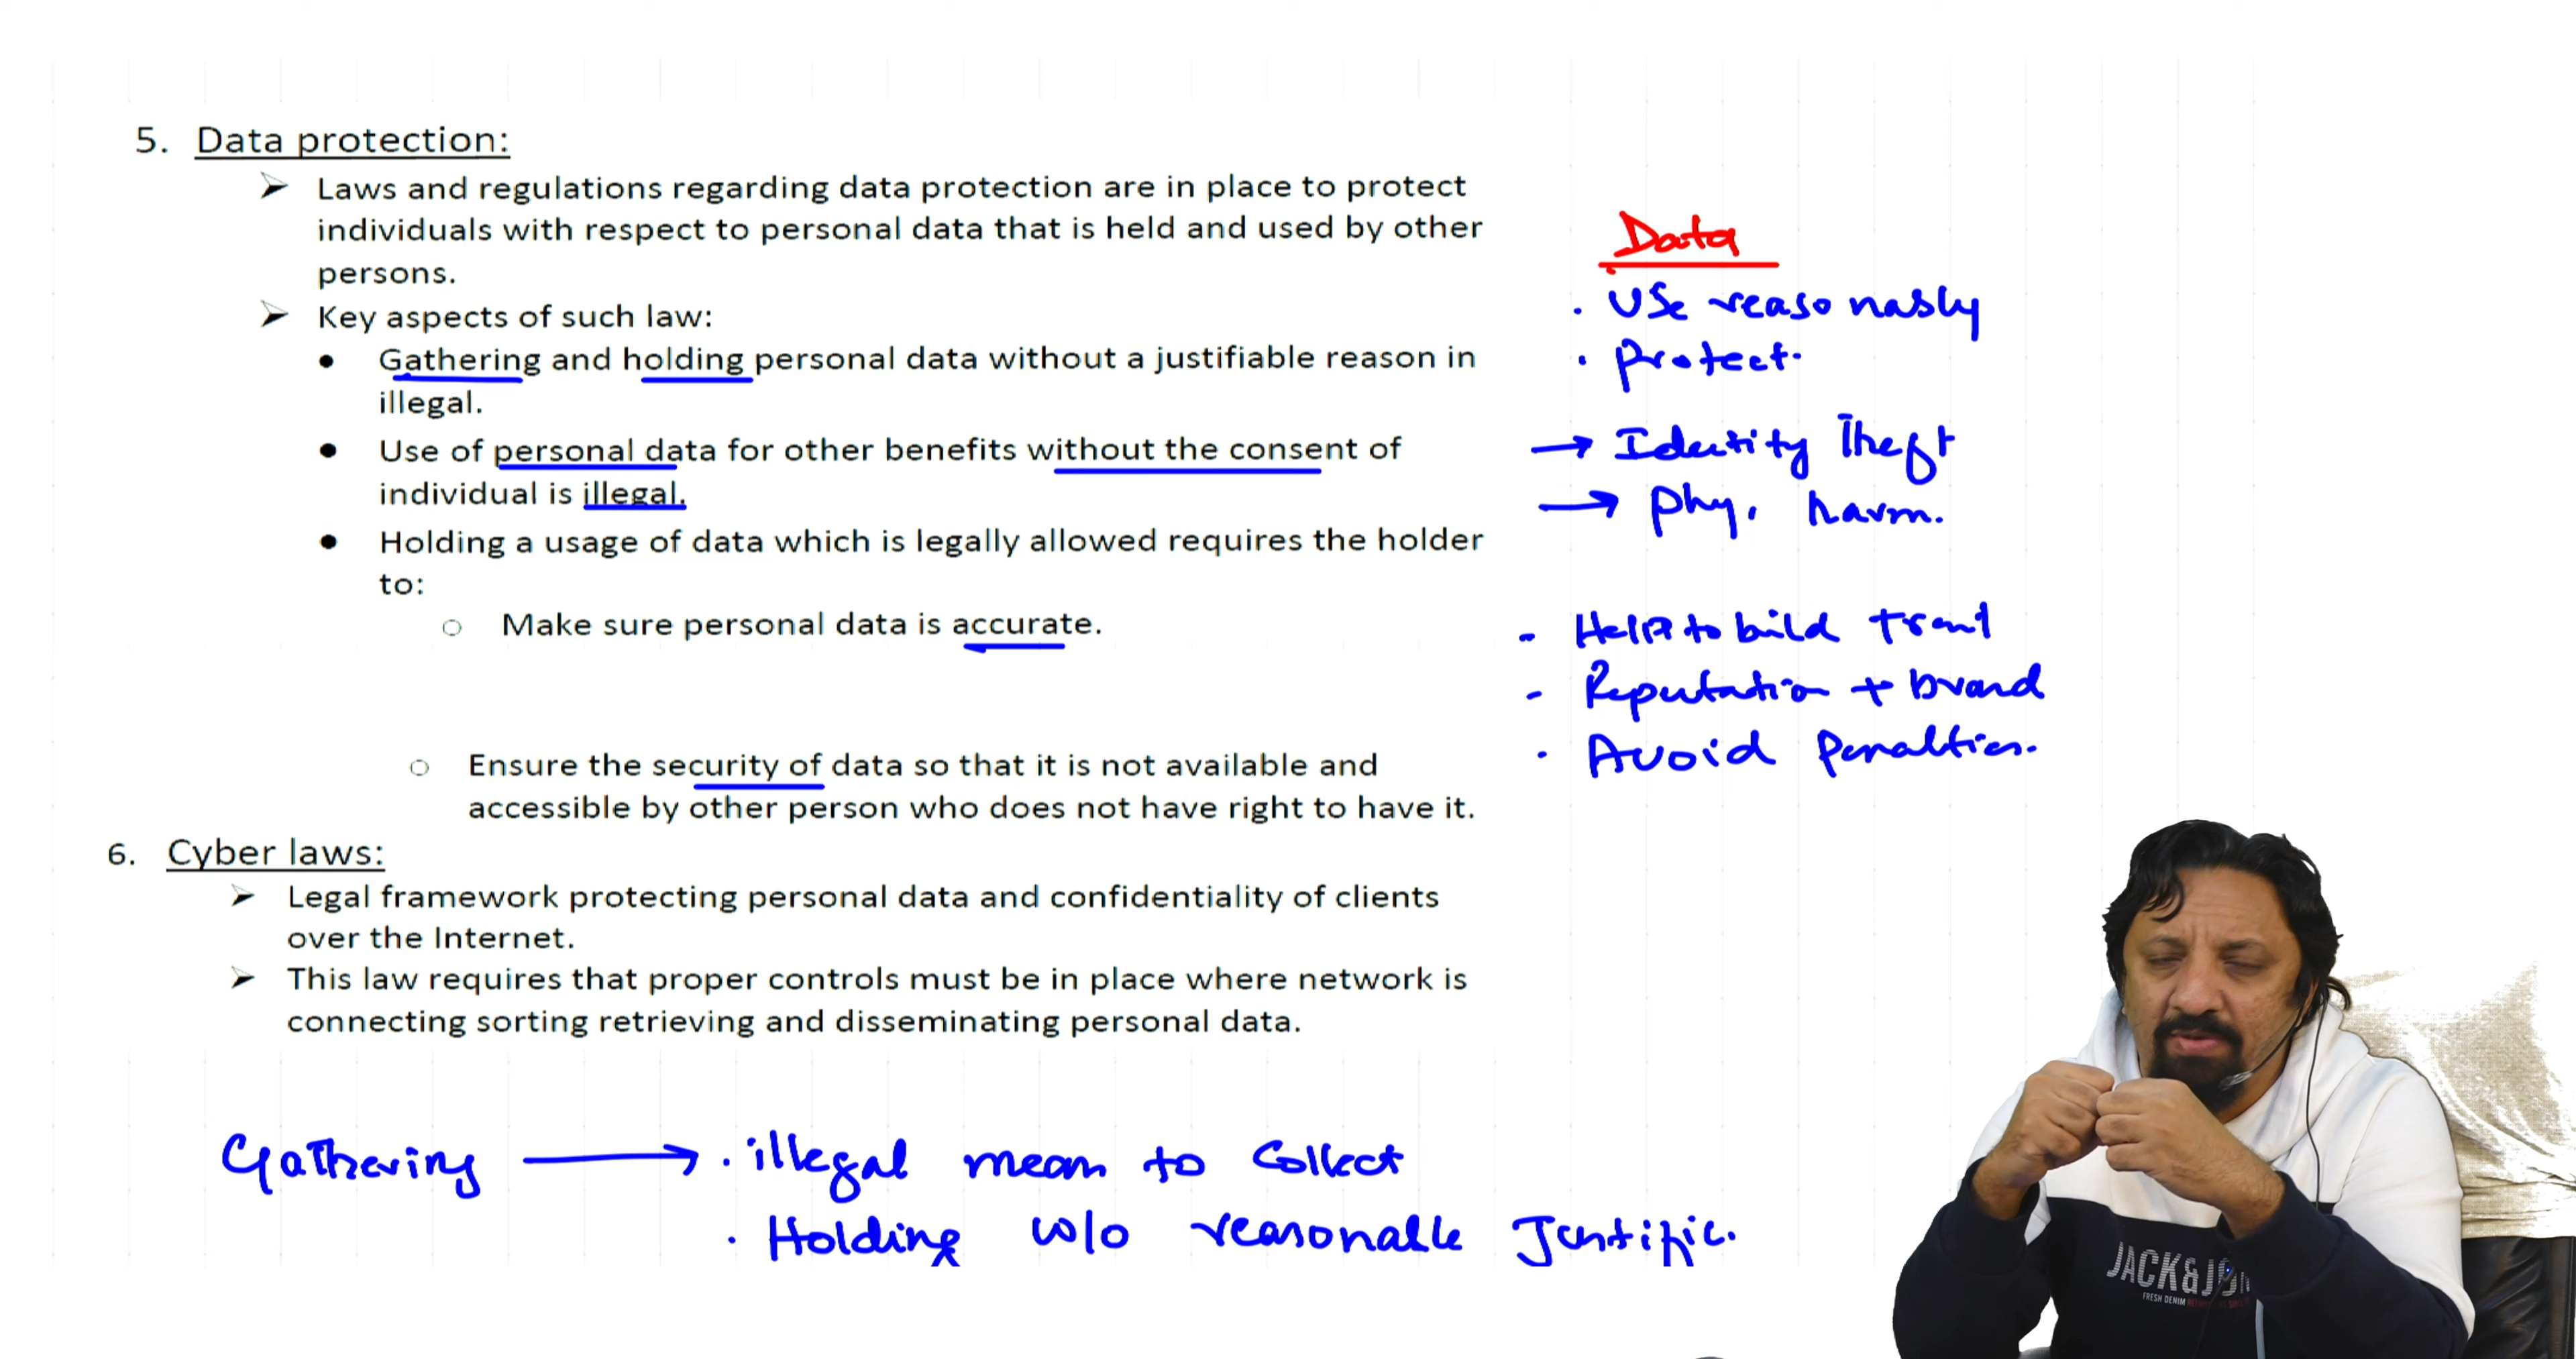 5. Data protection:
➢ Laws and regulations regarding data protection are in place to protect
individuals with respect to personal data that is held and used by other
persons.
➢ Key aspects of such law:
• Gathering and holding personal data without a justifiable reason in
illegal.
• Use of personal data for other benefits without the consent of
individual is illegal.
• Holding a usage of data which is legally allowed requires the holder
to:
○ Make sure personal data is accurate.
○ Ensure the security of data so that it is not available and
accessible by other person who does not have right to have it.
6. Cyber laws:
➢ Legal framework protecting personal data and confidentiality of clients
over the Internet.
➢ This law requires that proper controls must be in place where network is
connecting sorting retrieving and disseminating personal data.
Data
. Use reasonably
. Protect.
→ Identity Theft
→ Phy. harm.
- Help to build
- Reputation + brand
. Avoid Penalties.
Gathering → . illegal mean to Collect
. Holding w/o reasonable Justific.
JACK&JON
FRESH DENIM